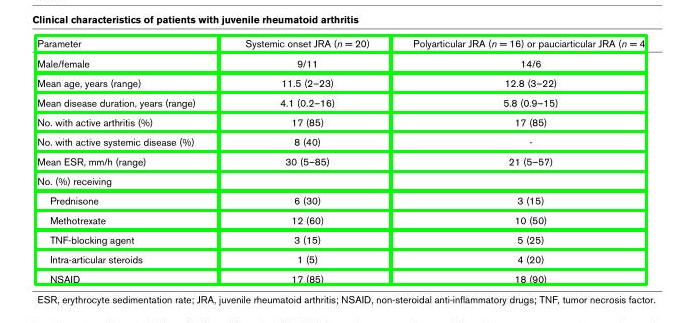 Clinical characteristics of patients with juvenile rheumatoid arthritis
Parameter Systemic onset JRA (n = 20) Polyarticular JRA (n = 16) or pauciarticular JRA (n = 4
Male/female 9/11 14/6
Mean age, years (range) 11.5 (2–23) 12.8 (3–22)
Mean disease duration, years (range) 4.1 (0.2–16) 5.8 (0.9–15)
No. with active arthritis (%) 17 (85) 17 (85)
No. with active systemic disease (%) 8 (40) -
Mean ESR, mm/h (range) 30 (5–85) 21 (5–57)
No. (%) receiving
Prednisone 6 (30) 3 (15)
Methotrexate 12 (60) 10 (50)
TNF-blocking agent 3 (15) 5 (25)
Intra-articular steroids 1 (5) 4 (20)
NSAID 17 (85) 18 (90)
ESR, erythrocyte sedimentation rate; JRA, juvenile rheumatoid arthritis; NSAID, non-steroidal anti-inflammatory drugs; TNF, tumor necrosis factor.